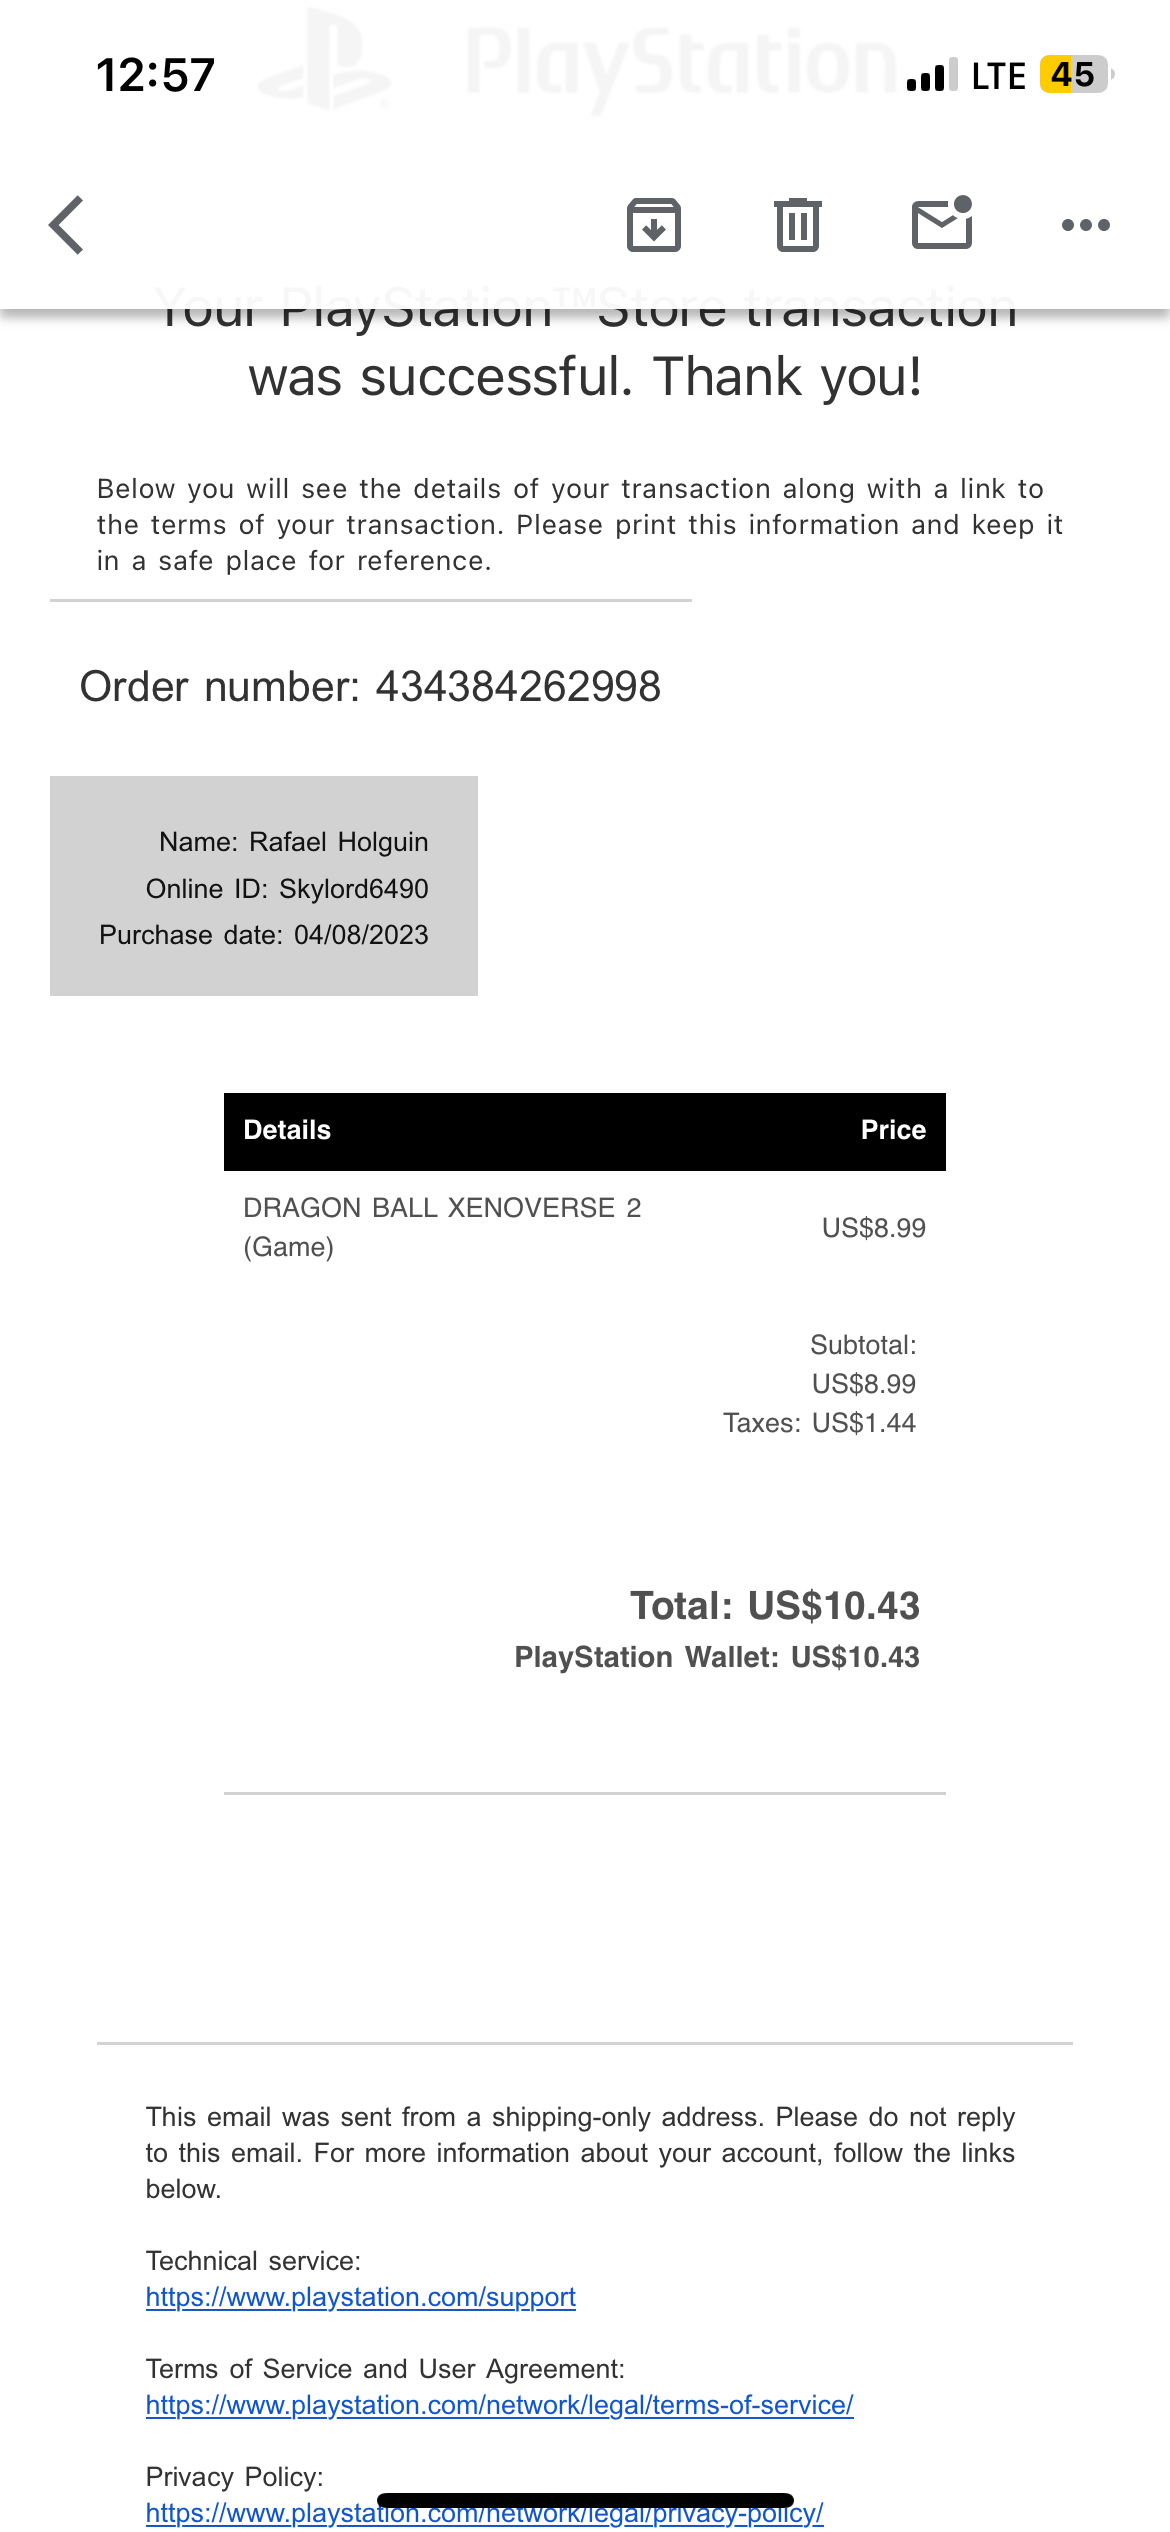 PlayStation
12:57
LTE 45
Your PlayStation™Store transaction
was successful. Thank you!
Below you will see the details of your transaction along with a link to
the terms of your transaction. Please print this information and keep it
in a safe place for reference.
Order number: 434384262998
Name: Rafael Holguin
Online ID: Skylord6490
Purchase date: 04/08/2023
Details Price
DRAGON BALL XENOVERSE 2
(Game)
US$8.99
Subtotal:
US$8.99
Taxes: US$1.44
Total: US$10.43
PlayStation Wallet: US$10.43
This email was sent from a shipping-only address. Please do not reply
to this email. For more information about your account, follow the links
below.
Technical service:
https://www.playstation.com/support
Terms of Service and User Agreement:
https://www.playstation.com/network/legal/terms-of-service/
Privacy Policy:
https://www.playstation.com/network/legal/privacy-policy/